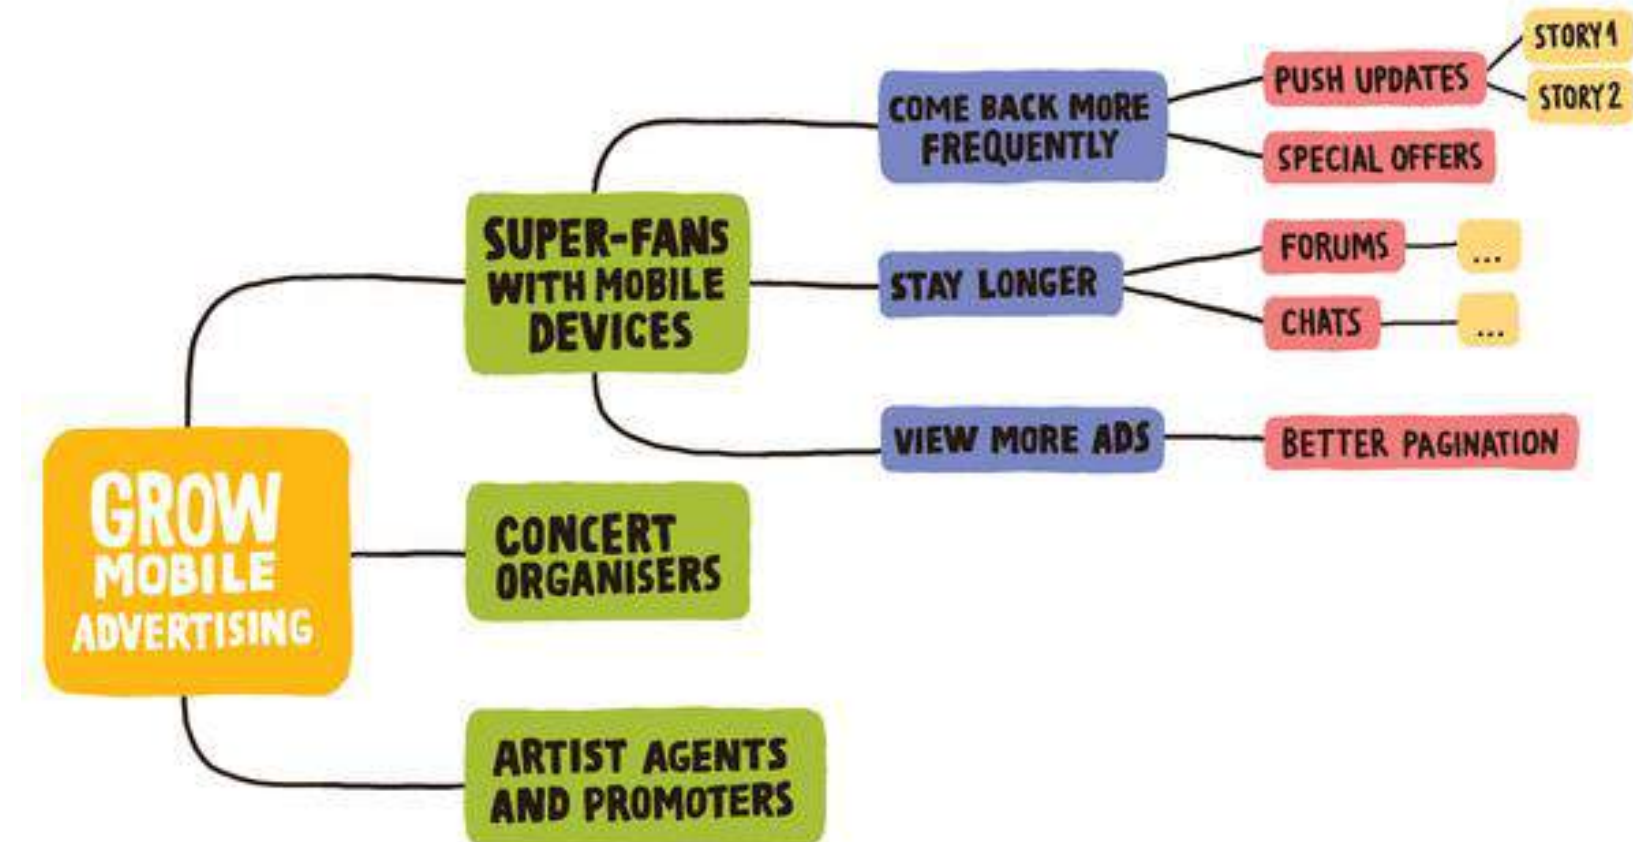 STORY 1
PUSH UPDATES
STORY 2
COME BACK MORE
FREQUENTLY
SPECIAL OFFERS
SUPER-FANS
WITH MOBILE
DEVICES
FORUMS
...
STAY LONGER
CHATS
...
VIEW MORE ADS
BETTER PAGINATION
GROW
MOBILE
ADVERTISING
CONCERT
ORGANISERS
ARTIST AGENTS
AND PROMOTERS